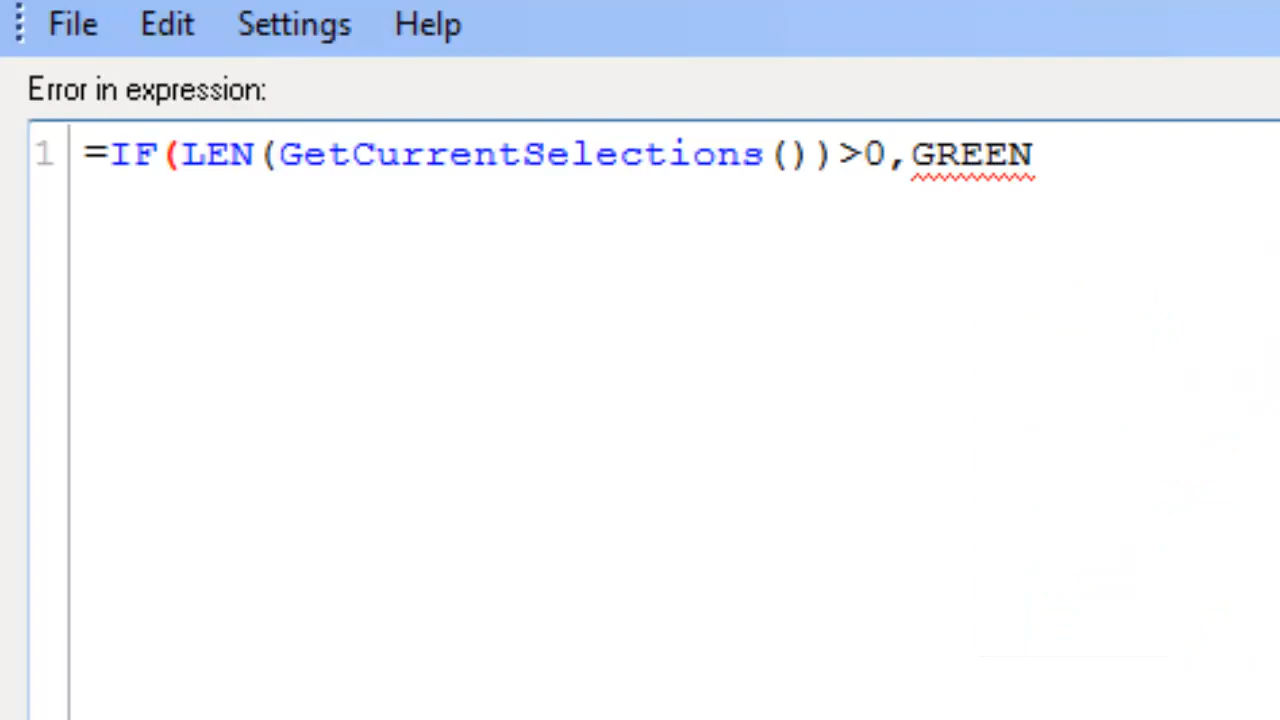 File Edit Settings Help
Error in expression:
1 =IF(LEN(GetCurrentSelections())>0,GREEN